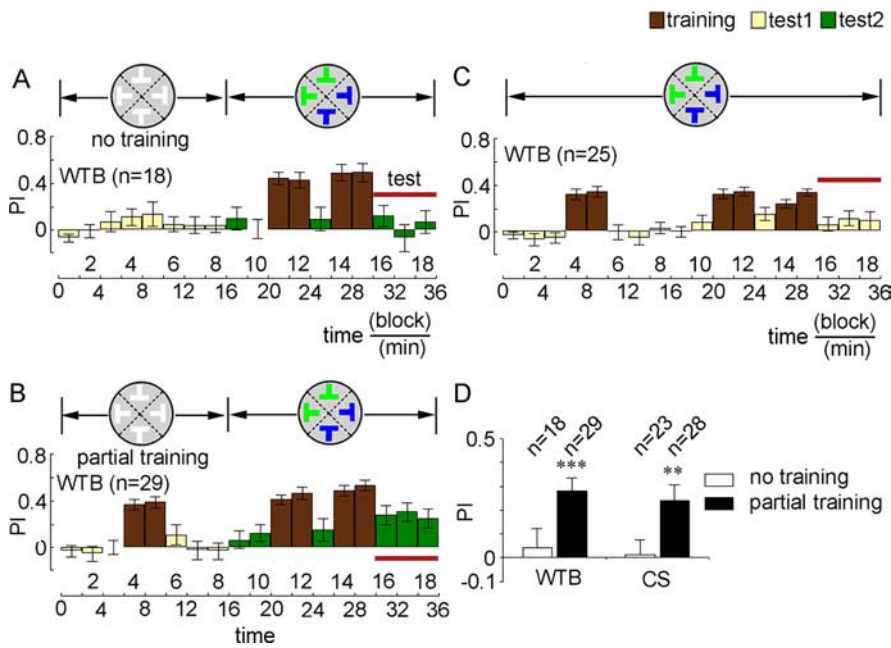 training test1 test2
A
no training
WTB (n=18)
test
PI
0.8
0.4
0
2 4 6 8 10 12 14 16 18
0 4 4 8 16 20 28 32 36
time (block)
(min)
C
WTB (n=25)
PI
0.8
0.4
0
2 4 6 8 10 12 14 16 18
0 4 4 8 16 20 28 32 36
time (block)
(min)
B
partial training
WTB (n=29)
PI
0.8
0.4
0
2 4 6 8 10 12 14 16 18
0 4 8 12 16 20 28 32 36
time
D
n=18 n=29 n=23 n=28
*** **
no training
partial training
PI
0.5
0
-0.1
WTB CS